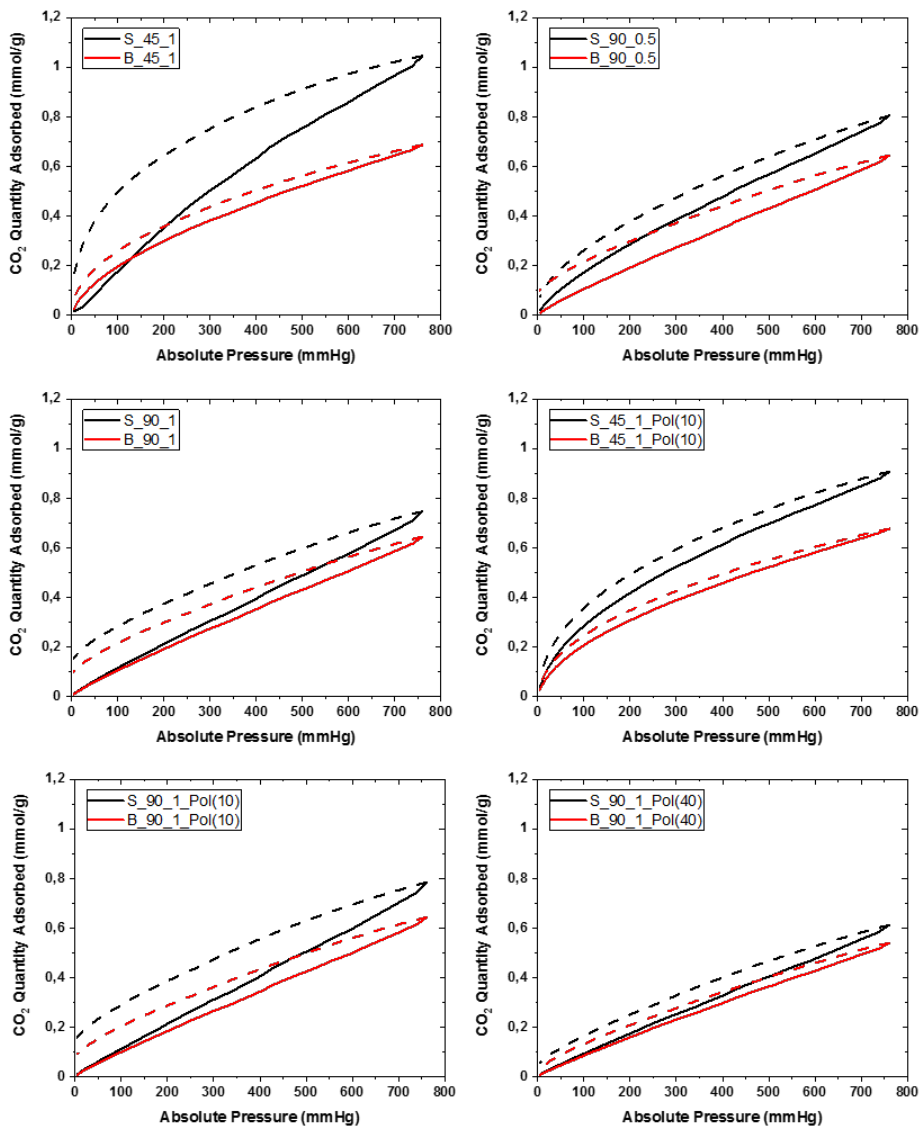 S_45_1
B_45_1
CO₂ Quantity Adsorbed (mmol/g)
1,2
1
0,8
0,6
0,4
0,2
0
0 100 200 300 400 500 600 700 800
Absolute Pressure (mmHg)
S_90_0.5
B_90_0.5
CO₂ Quantity Adsorbed (mmol/g)
1,2
1
0,8
0,6
0,4
0,2
0
0 100 200 300 400 500 600 700 800
Absolute Pressure (mmHg)
S_90_1
B_90_1
CO₂ Quantity Adsorbed (mmol/g)
1,2
1
0,8
0,6
0,4
0,2
0
0 100 200 300 400 500 600 700 800
Absolute Pressure (mmHg)
S_45_1_Pol(10)
B_45_1_Pol(10)
CO₂ Quantity Adsorbed (mmol/g)
1,2
1
0,8
0,6
0,4
0,2
0
0 100 200 300 400 500 600 700 800
Absolute Pressure (mmHg)
S_90_1_Pol(10)
B_90_1_Pol(10)
CO₂ Quantity Adsorbed (mmol/g)
1,2
1
0,8
0,6
0,4
0,2
0
0 100 200 300 400 500 600 700 800
Absolute Pressure (mmHg)
S_90_1_Pol(40)
B_90_1_Pol(40)
CO₂ Quantity Adsorbed (mmol/g)
1,2
1
0,8
0,6
0,4
0,2
0
0 100 200 300 400 500 600 700 800
Absolute Pressure (mmHg)